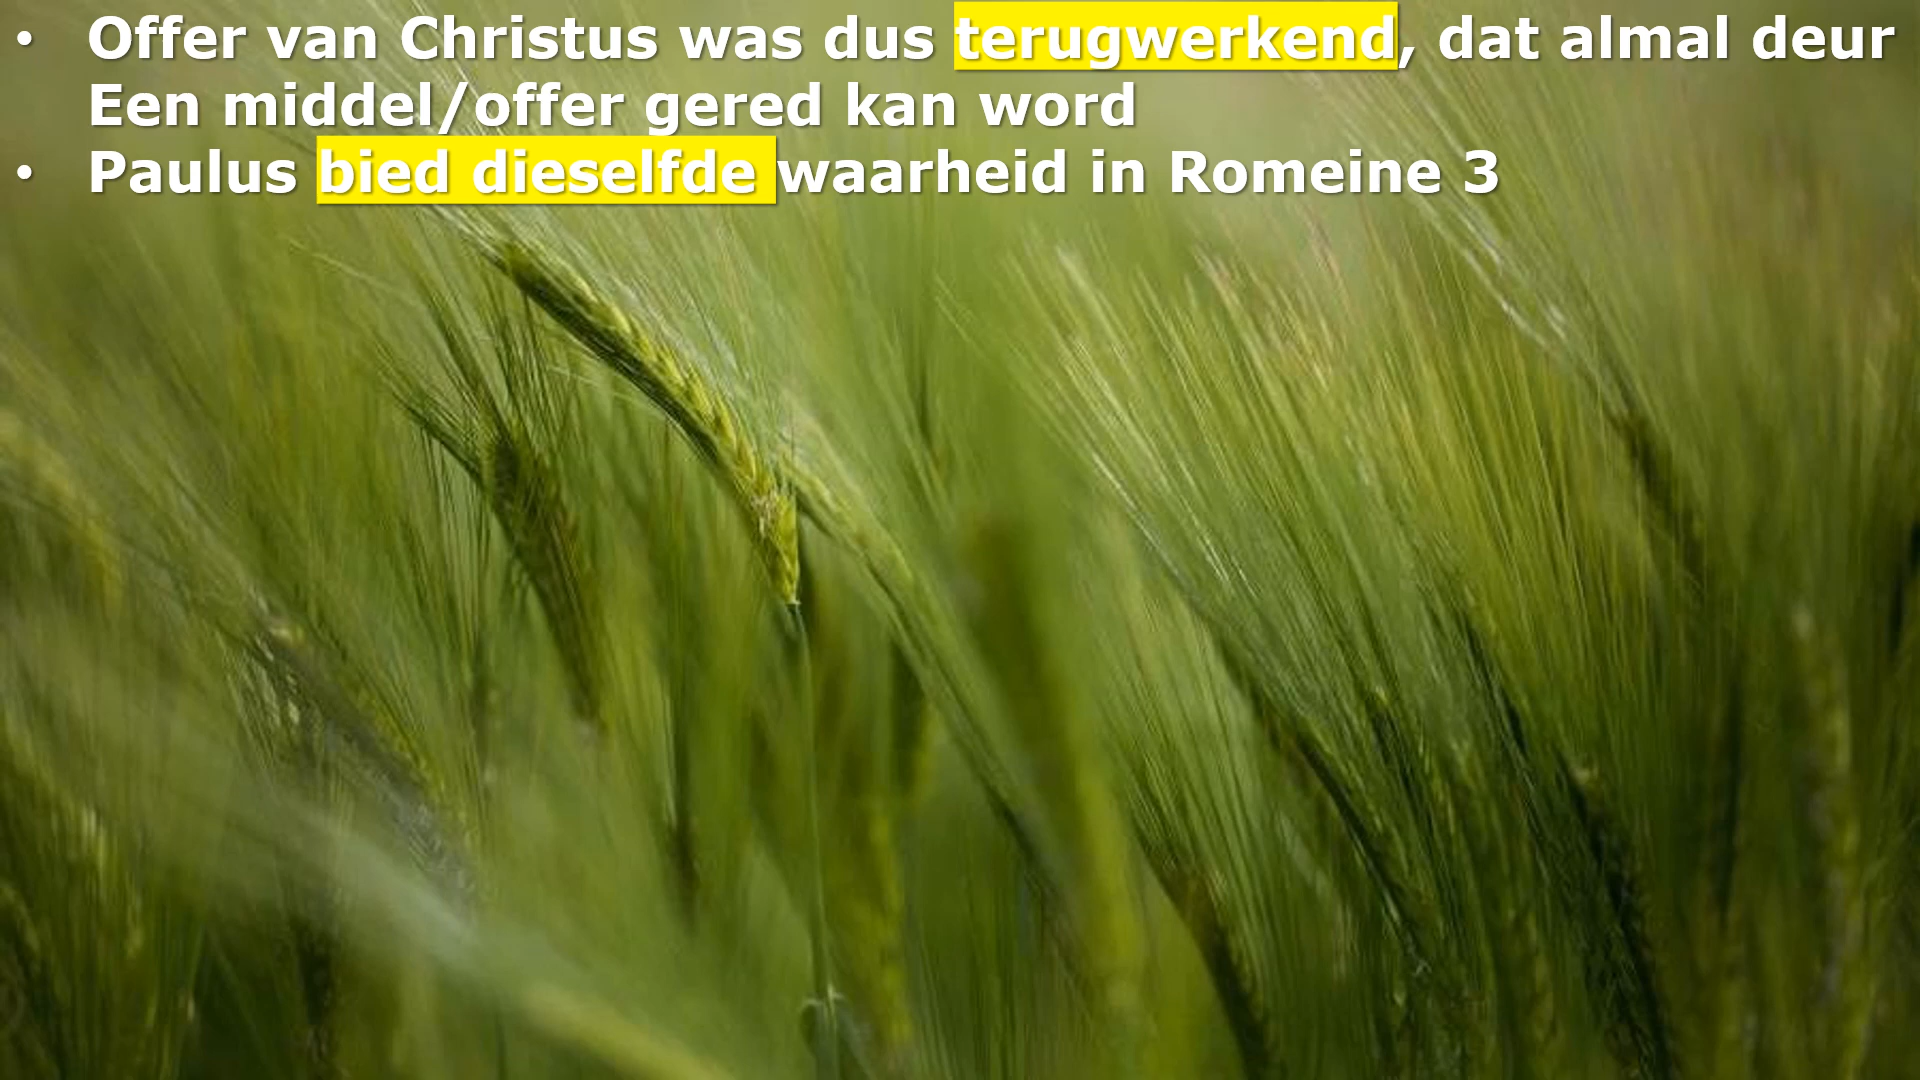 • Offer van Christus was dus terugwerkend, dat almal deur
Een middel/offer gered kan word
• Paulus bied dieselfde waarheid in Romeine 3